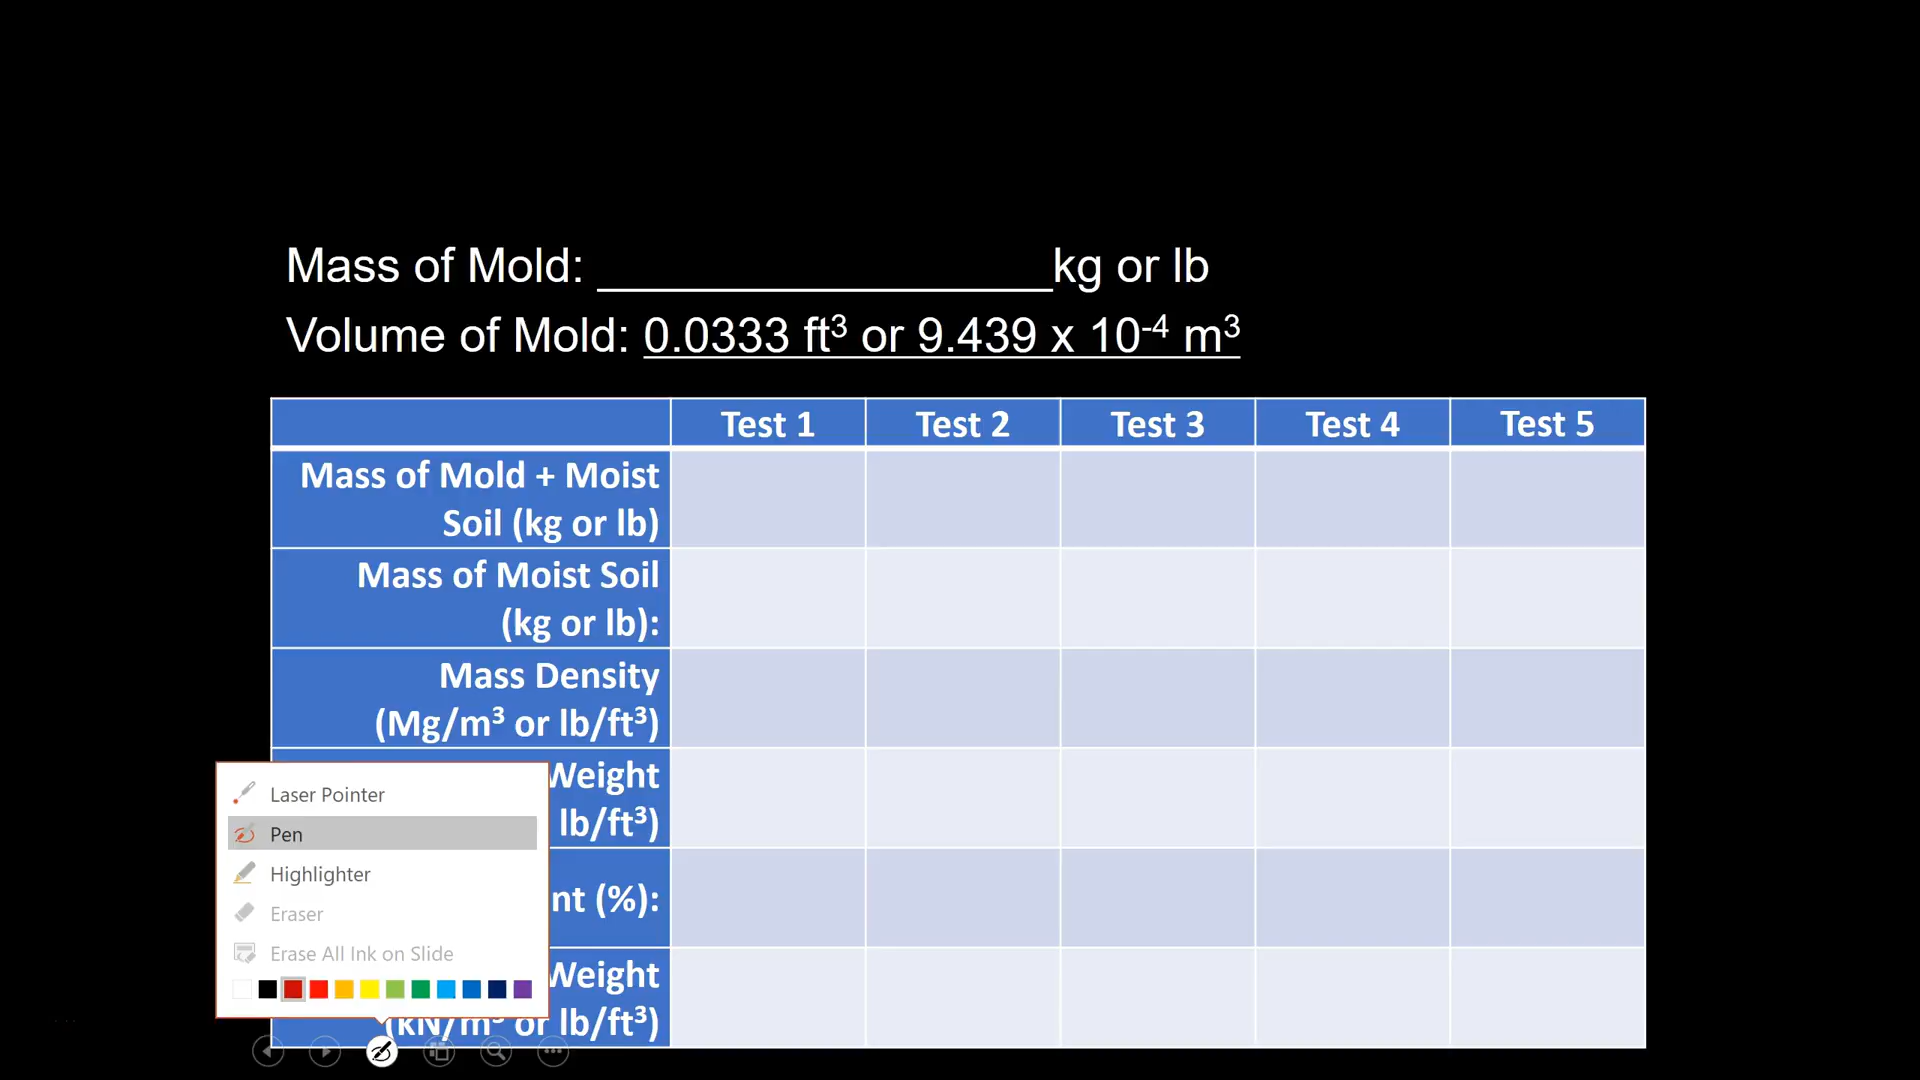 Mass of Mold: __________________kg or lb
Volume of Mold: 0.0333 ft³ or 9.439 x 10⁻⁴ m³
Test 1 Test 2 Test 3 Test 4 Test 5
Mass of Mold + Moist
Soil (kg or lb)
Mass of Moist Soil
(kg or lb):
Mass Density
(Mg/m³ or lb/ft³)
Weight
lb/ft³)
nt (%):
Weight
(kN/m³ or lb/ft³)
Laser Pointer
Pen
Highlighter
Eraser
Erase All Ink on Slide